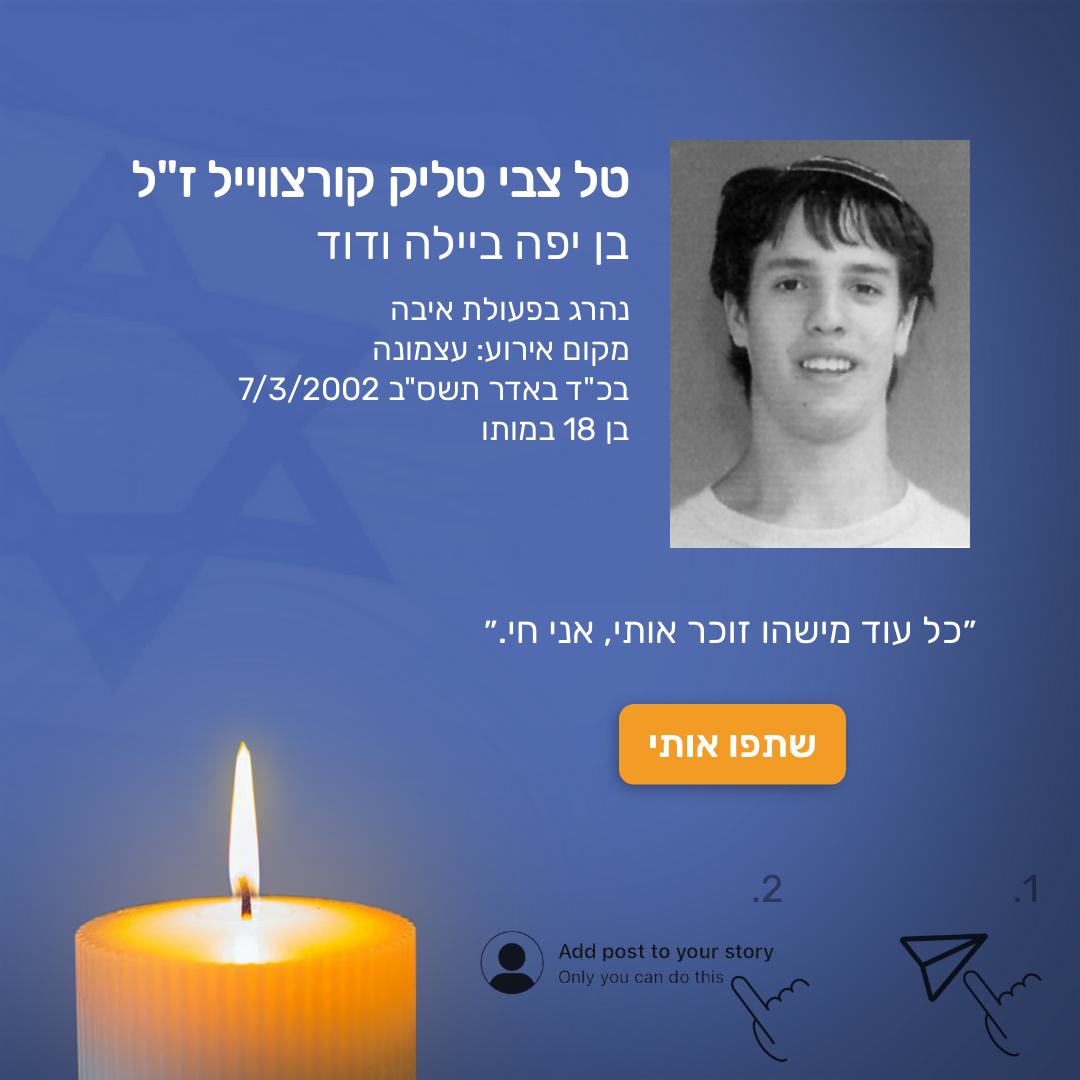 טל צבי טליק קורצווייל ז"ל
בן יפה ביילה ודוד
נהרג בפעולת איבה
מקום אירוע: עצמונה
בכ"ד באדר תשס"ב 7/3/2002
בן 18 במותו
״כל עוד מישהו זוכר אותי, אני חי.״
שתפו אותי
1.
2.
Add post to your story
Only you can do this